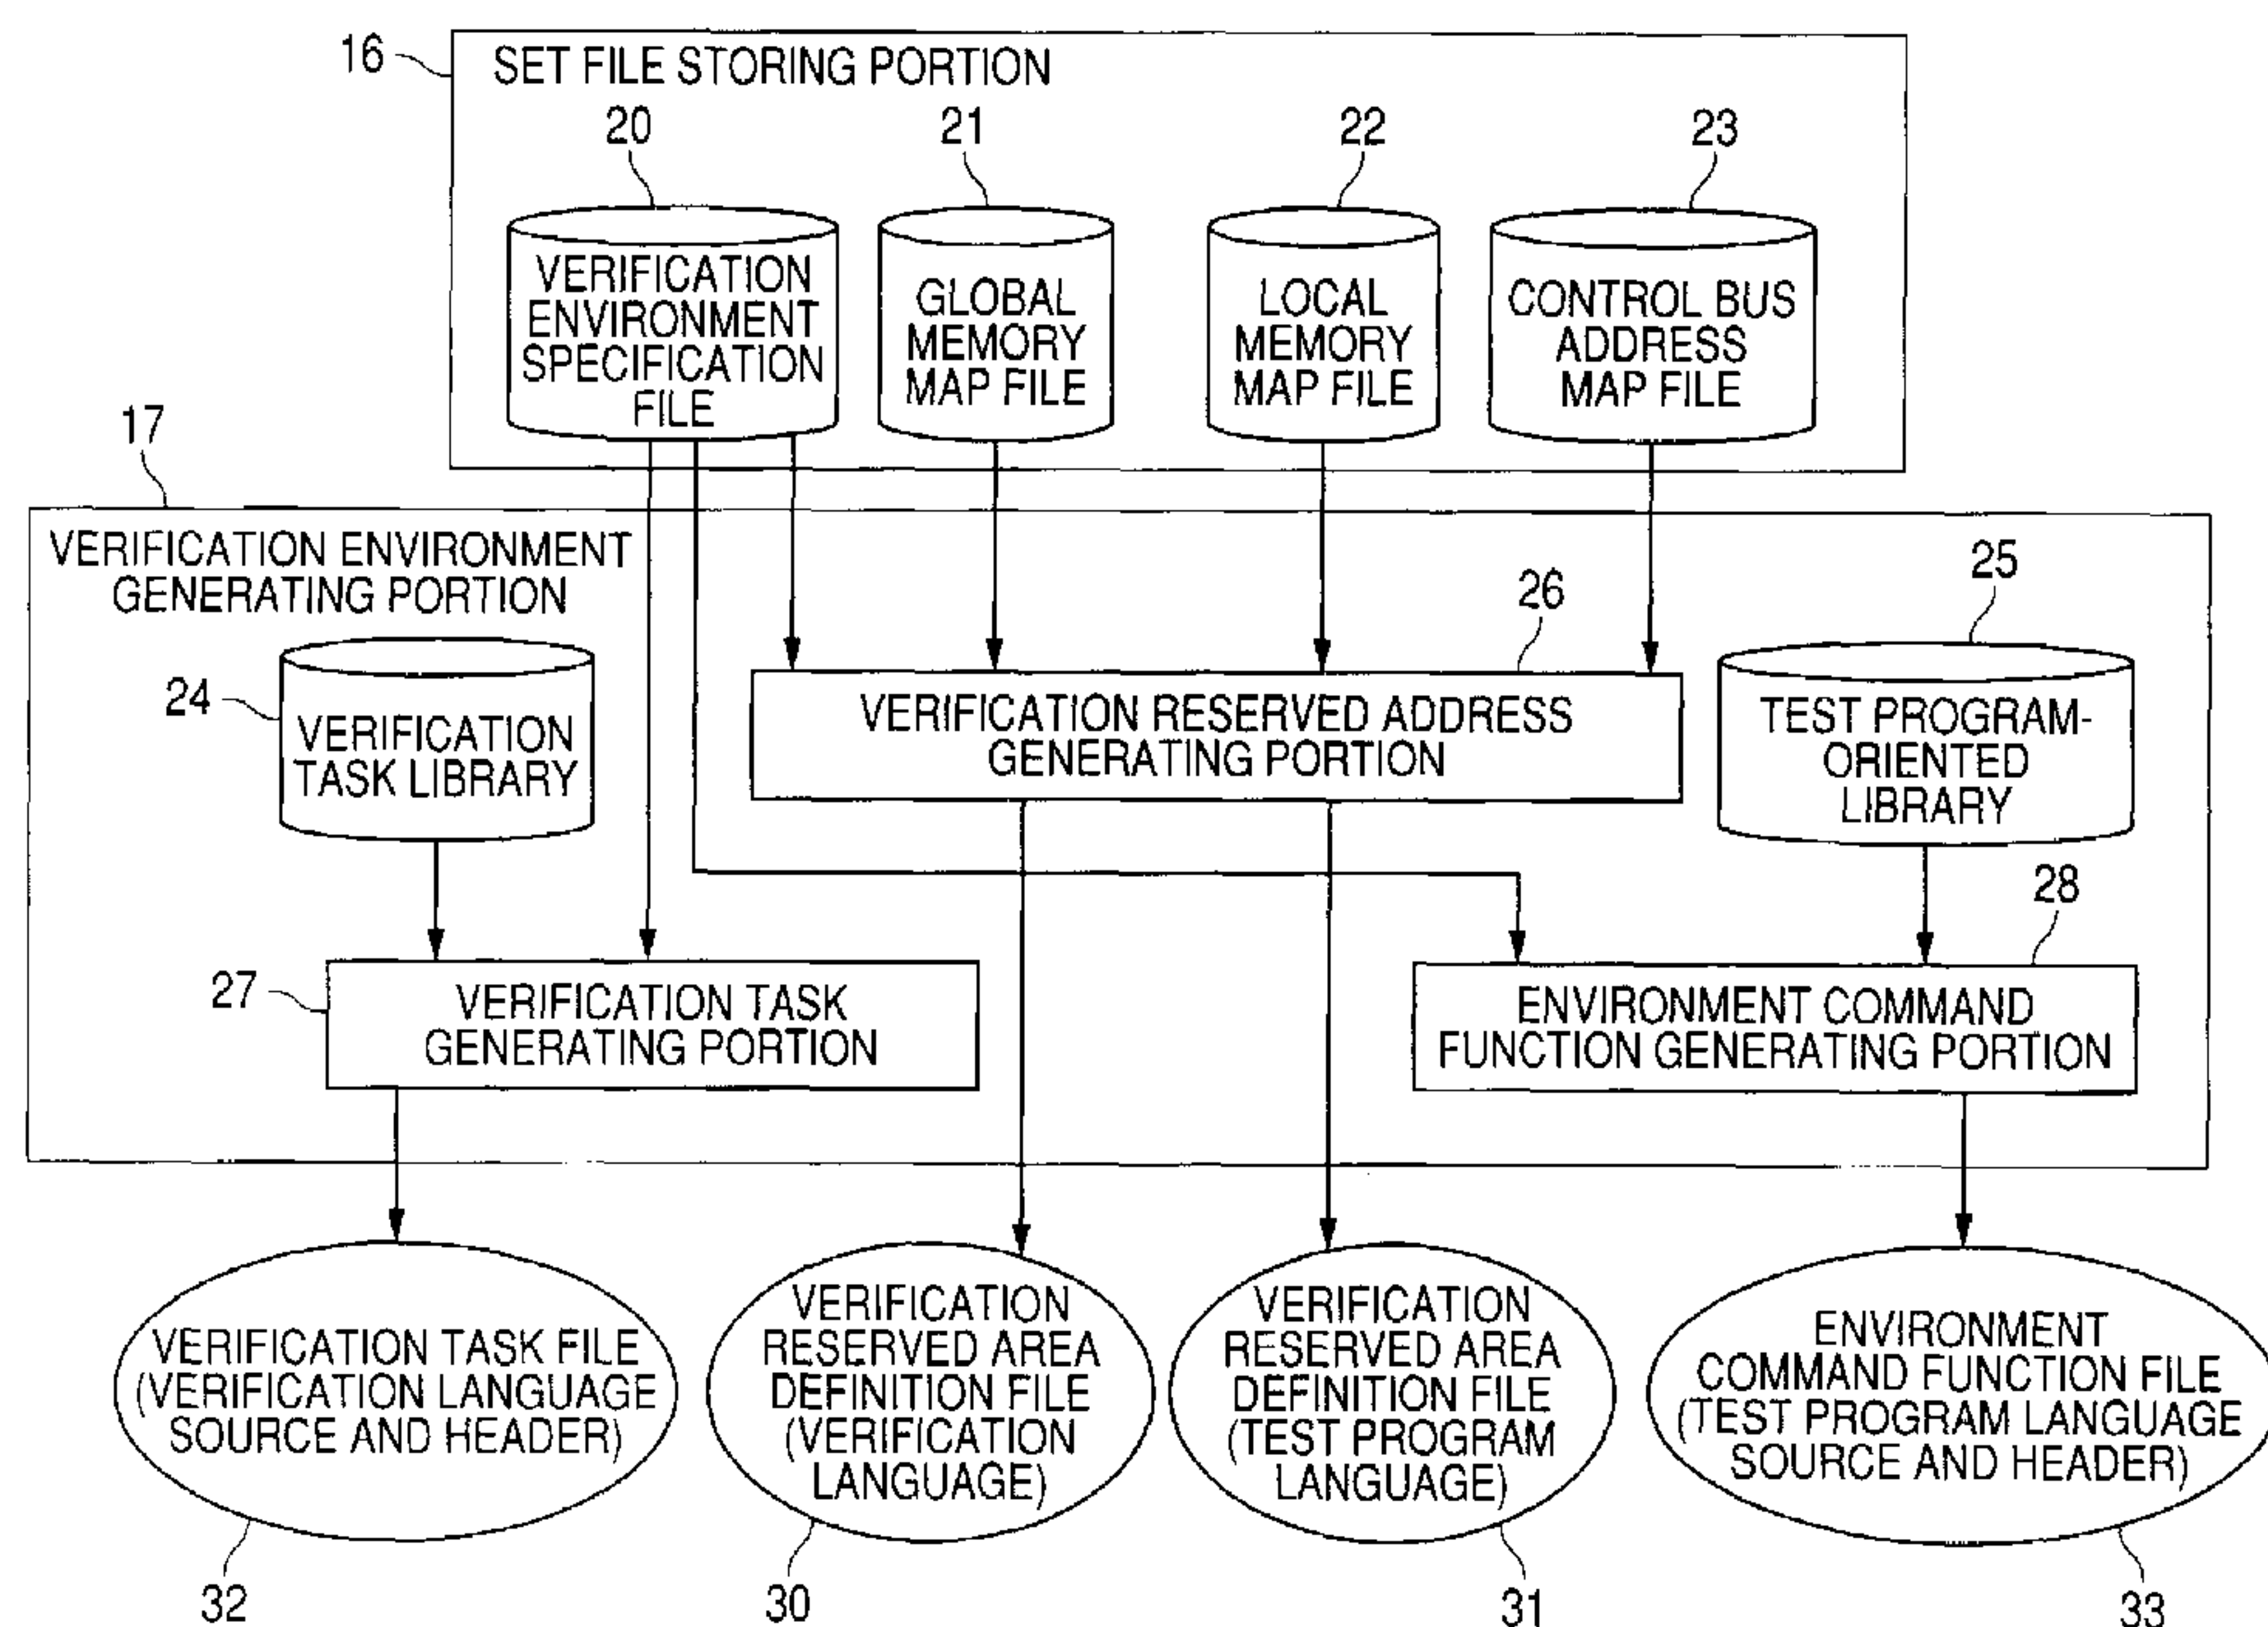 16
SET FILE STORING PORTION
20
21
22
23
VERIFICATION
ENVIRONMENT
SPECIFICATION
FILE
GLOBAL
MEMORY
MAP FILE
LOCAL
MEMORY
MAP FILE
CONTROL BUS
ADDRESS
MAP FILE
17
VERIFICATION ENVIRONMENT
GENERATING PORTION
24
VERIFICATION
TASK LIBRARY
26
VERIFICATION RESERVED ADDRESS
GENERATING PORTION
25
TEST PROGRAM-
ORIENTED
LIBRARY
27
VERIFICATION TASK
GENERATING PORTION
28
ENVIRONMENT COMMAND
FUNCTION GENERATING PORTION
VERIFICATION TASK FILE
(VERIFICATION LANGUAGE
SOURCE AND HEADER)
VERIFICATION
RESERVED AREA
DEFINITION FILE
(VERIFICATION
LANGUAGE)
VERIFICATION
RESERVED AREA
DEFINITION FILE
(TEST PROGRAM
LANGUAGE)
ENVIRONMENT
COMMAND FUNCTION FILE
(TEST PROGRAM LANGUAGE
SOURCE AND HEADER)
32
30
31
33